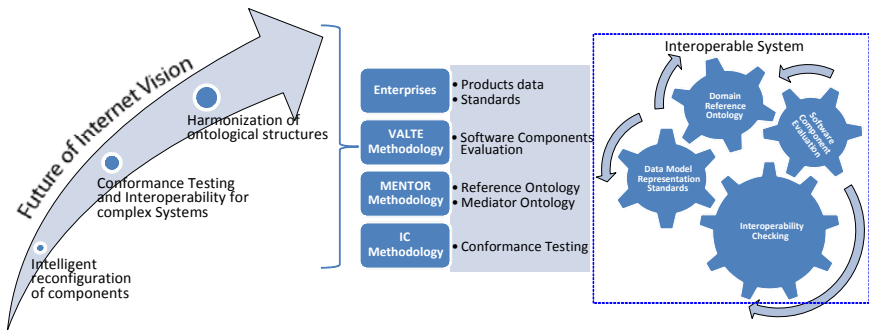 Future of Internet Vision
Harmonization of
ontological structures
Conformance Testing
and Interoperability for
complex Systems
Intelligent
reconfiguration
of components
Enterprises
• Products data
• Standards
VALTE
Methodology
• Software Components
Evaluation
MENTOR
Methodology
• Reference Ontology
• Mediator Ontology
IC
Methodology
• Conformance Testing
Interoperable System
Domain
Reference
Ontology
Software
Component
Evaluation
Data Model
Representation
Standards
Interoperability
Checking